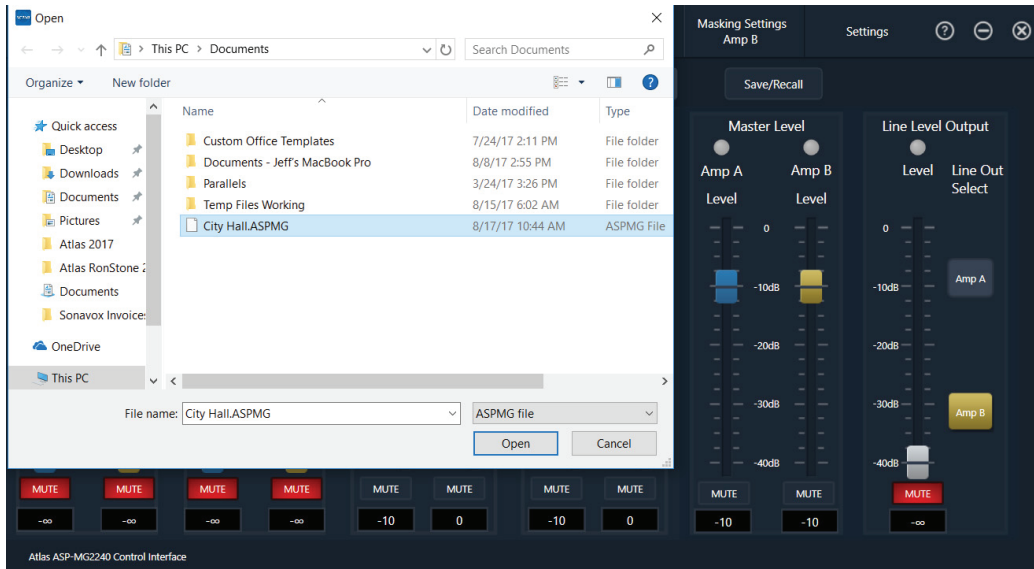 Open
This PC > Documents
Search Documents
Organize
New folder
Name
Date modified
Type
Quick access
Desktop
Downloads
Documents
Pictures
Atlas 2017
Atlas RonStone 2
Documents
Sonavox Invoices
OneDrive
This PC
Custom Office Templates 7/24/17 2:11 PM File folder
Documents - Jeff's MacBook Pro 8/8/17 2:55 PM File folder
Parallels 3/24/17 3:26 PM File folder
Temp Files Working 8/15/17 6:02 AM File folder
City Hall.ASPMG 8/17/17 10:44 AM ASPMG File
File name: City Hall.ASPMG
ASPMG file
Open
Cancel
Masking Settings
Amp B
Settings
Save/Recall
Master Level
Amp A Amp B
Level Level
0
-10dB
-20dB
-30dB
-40dB
MUTE MUTE
-10 -10
Line Level Output
Level
Line Out
Select
0
-10dB
-20dB
-30dB
-40dB
Amp A
Amp B
MUTE
-∞
MUTE MUTE MUTE MUTE MUTE MUTE MUTE MUTE
-∞ -∞ -∞ -∞ -10 0 -10 0
Atlas ASP-MG2240 Control Interface